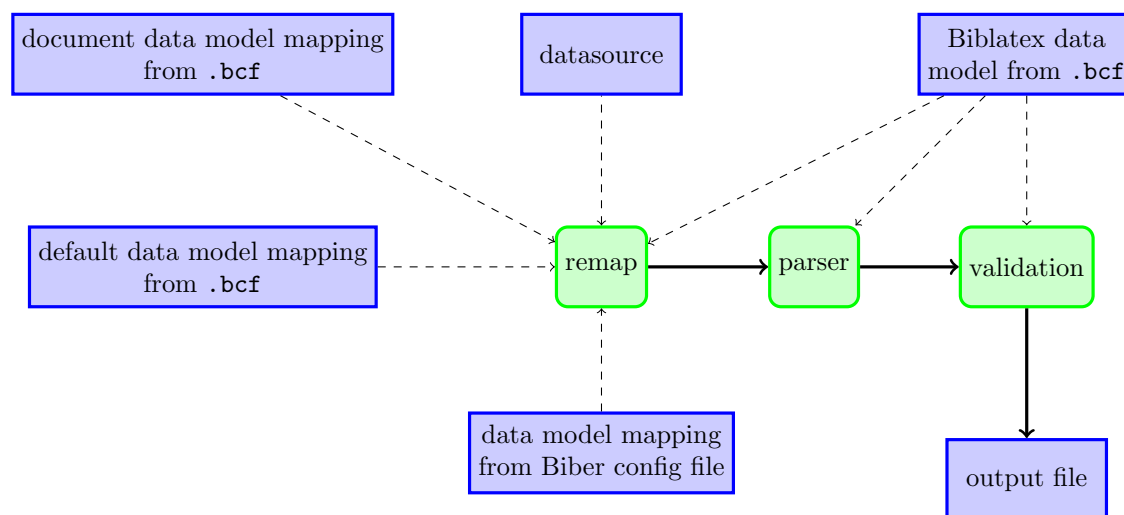 document data model mapping
from .bcf
datasource
Biblatex data
model from .bcf
default data model mapping
from .bcf
remap
parser
validation
data model mapping
from Biber config file
output file